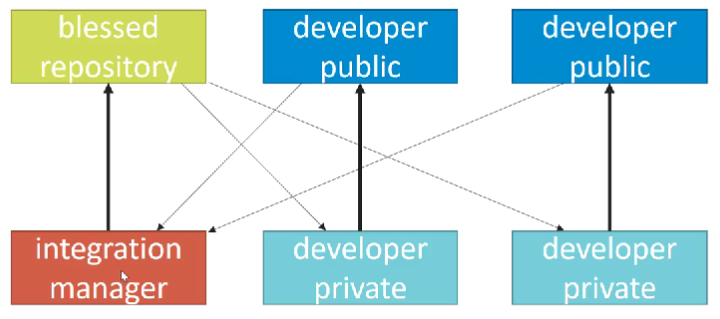 blessed
repository
developer
public
developer
public
integration
manager
developer
private
developer
private